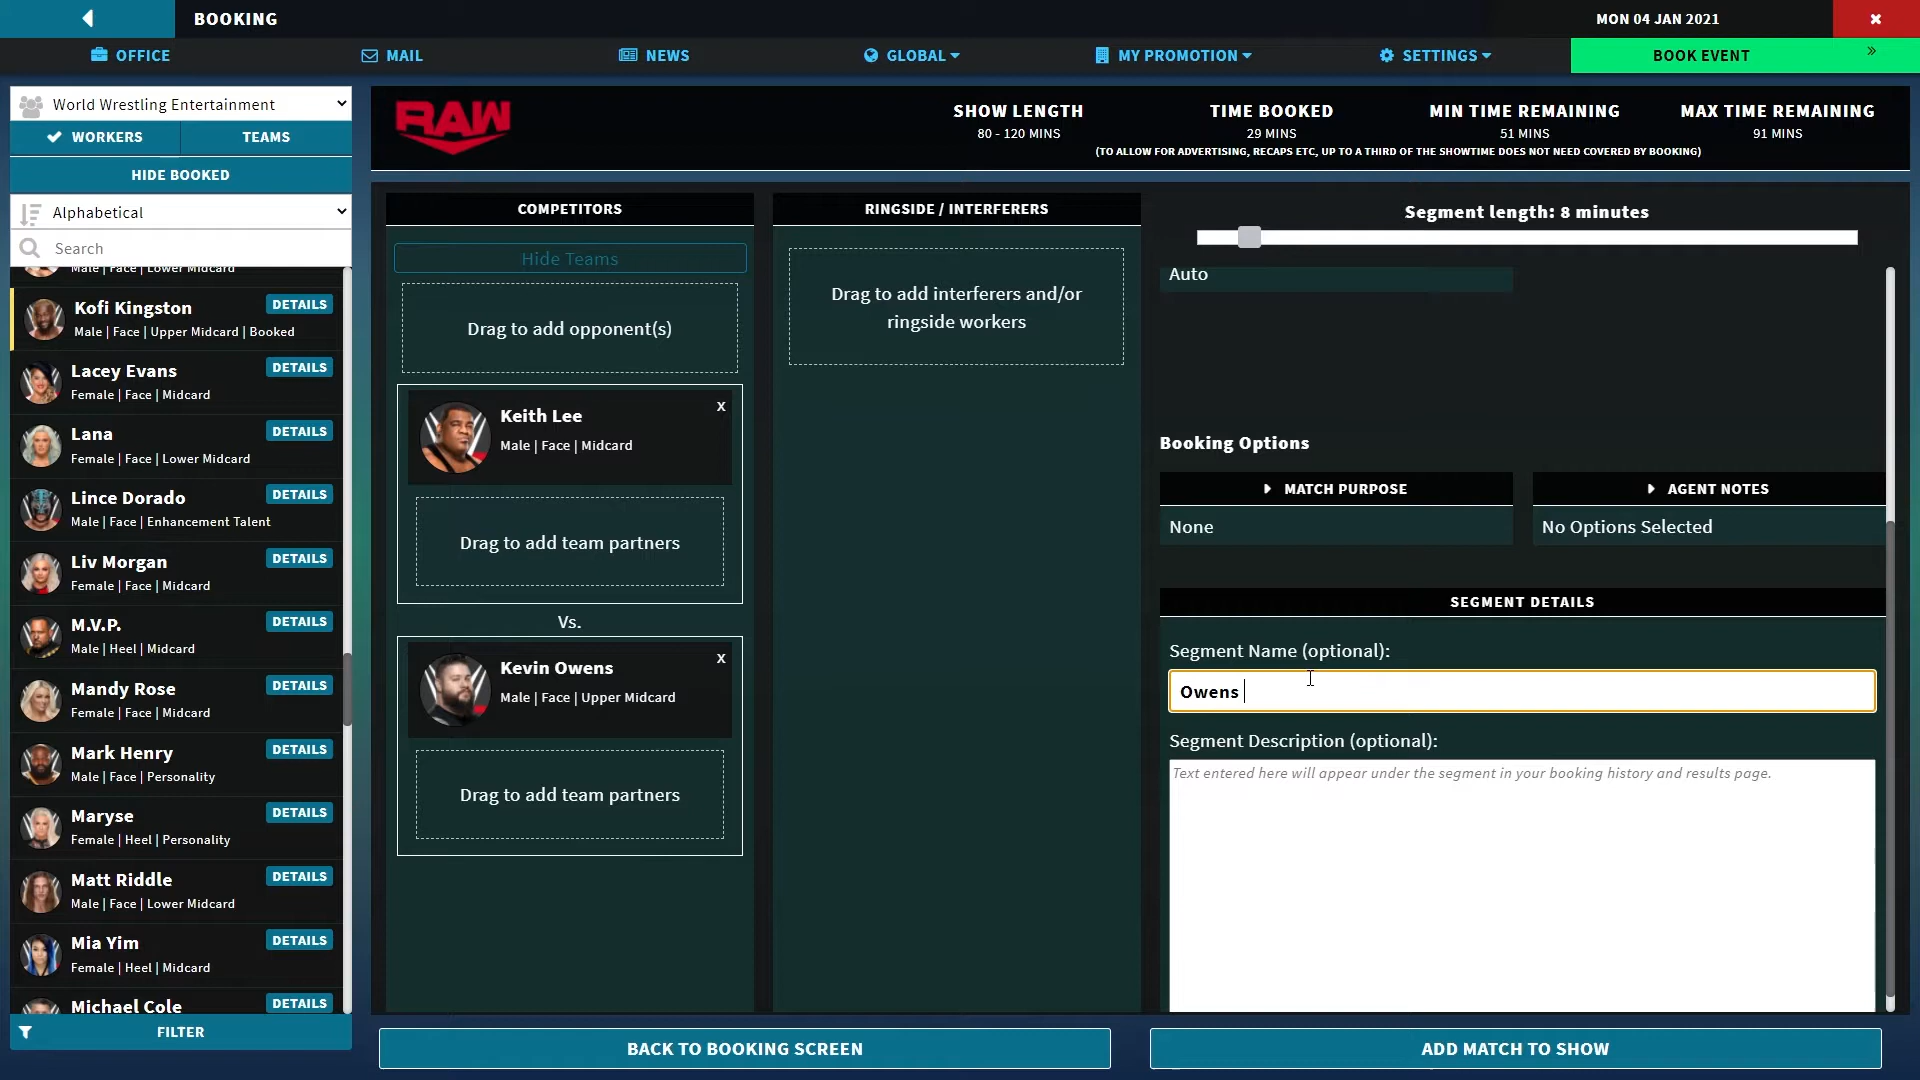 BOOKING
MON 04 JAN 2021
OFFICE
MAIL
NEWS
GLOBAL
MY PROMOTION
SETTINGS
BOOK EVENT
World Wrestling Entertainment
WORKERS
TEAMS
HIDE BOOKED
Alphabetical
Search
Male | Face | Lower Midcard
Kofi Kingston
DETAILS
Male | Face | Upper Midcard | Booked
Lacey Evans
DETAILS
Female | Face | Midcard
Lana
DETAILS
Female | Face | Lower Midcard
Lince Dorado
DETAILS
Male | Face | Enhancement Talent
Liv Morgan
DETAILS
Female | Face | Midcard
M.V.P.
DETAILS
Male | Heel | Midcard
Mandy Rose
DETAILS
Female | Face | Midcard
Mark Henry
DETAILS
Male | Face | Personality
Maryse
DETAILS
Female | Heel | Personality
Matt Riddle
DETAILS
Male | Face | Lower Midcard
Mia Yim
DETAILS
Female | Heel | Midcard
Michael Cole
DETAILS
FILTER
RAW
SHOW LENGTH
80 - 120 MINS
TIME BOOKED
29 MINS
MIN TIME REMAINING
51 MINS
MAX TIME REMAINING
91 MINS
(TO ALLOW FOR ADVERTISING, RECAPS ETC, UP TO A THIRD OF THE SHOWTIME DOES NOT NEED COVERED BY BOOKING)
COMPETITORS
Hide Teams
Drag to add opponent(s)
Keith Lee
X
Male | Face | Midcard
Drag to add team partners
Vs.
Kevin Owens
X
Male | Face | Upper Midcard
Drag to add team partners
RINGSIDE / INTERFERERS
Drag to add interferers and/or
ringside workers
Segment length: 8 minutes
Auto
Booking Options
MATCH PURPOSE
AGENT NOTES
None
No Options Selected
SEGMENT DETAILS
Segment Name (optional):
Owens
Segment Description (optional):
Text entered here will appear under the segment in your booking history and results page.
BACK TO BOOKING SCREEN
ADD MATCH TO SHOW